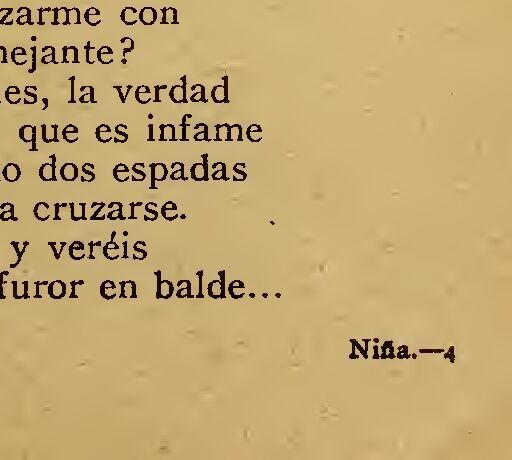 zarme con
nejante?
es, la verdad
que es infame
o dos espadas
a cruzarse.
y veréis
furor en balde...
Niña.—4